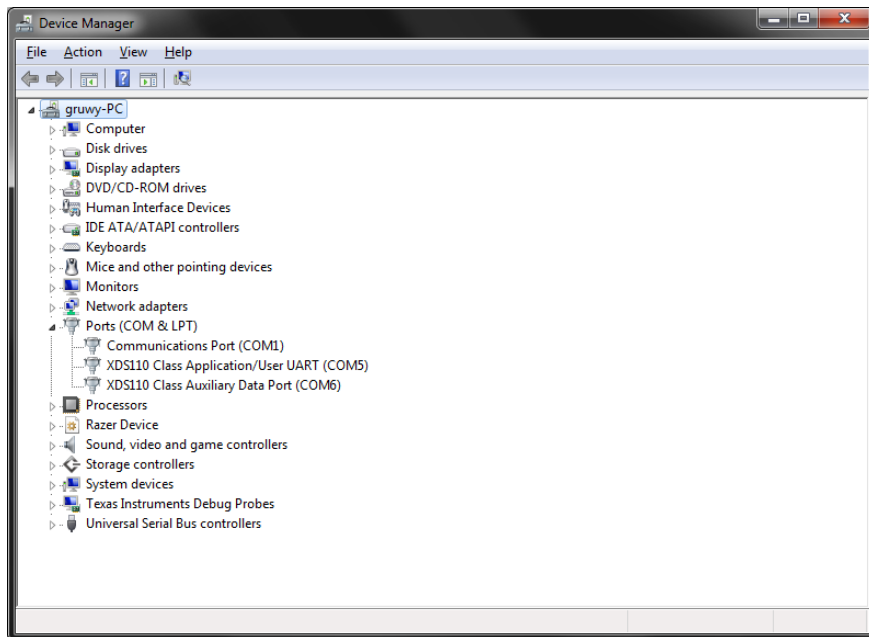 Device Manager
File Action View Help
gruwy-PC
Computer
Disk drives
Display adapters
DVD/CD-ROM drives
Human Interface Devices
IDE ATA/ATAPI controllers
Keyboards
Mice and other pointing devices
Monitors
Network adapters
Ports (COM & LPT)
Communications Port (COM1)
XDS110 Class Application/User UART (COM5)
XDS110 Class Auxiliary Data Port (COM6)
Processors
Razer Device
Sound, video and game controllers
Storage controllers
System devices
Texas Instruments Debug Probes
Universal Serial Bus controllers